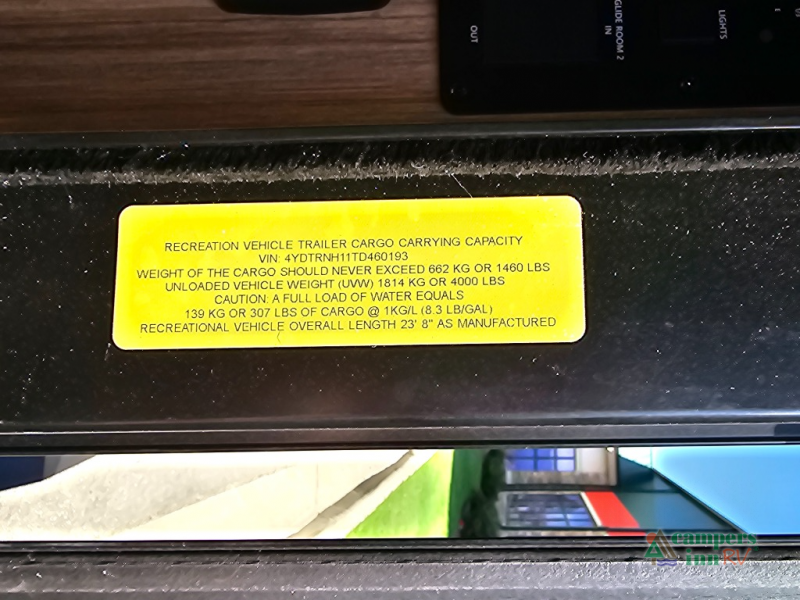 OUT
GLIDE ROOM 2
IN
LIGHTS
RECREATION VEHICLE TRAILER CARGO CARRYING CAPACITY
VIN: 4YDTRNH11TD460193
WEIGHT OF THE CARGO SHOULD NEVER EXCEED 662 KG OR 1460 LBS
UNLOADED VEHICLE WEIGHT (UVW) 1814 KG OR 4000 LBS
CAUTION: A FULL LOAD OF WATER EQUALS
139 KG OR 307 LBS OF CARGO @ 1KG/L (8.3 LB/GAL)
RECREATIONAL VEHICLE OVERALL LENGTH 23' 8" AS MANUFACTURED
campers
inn RV